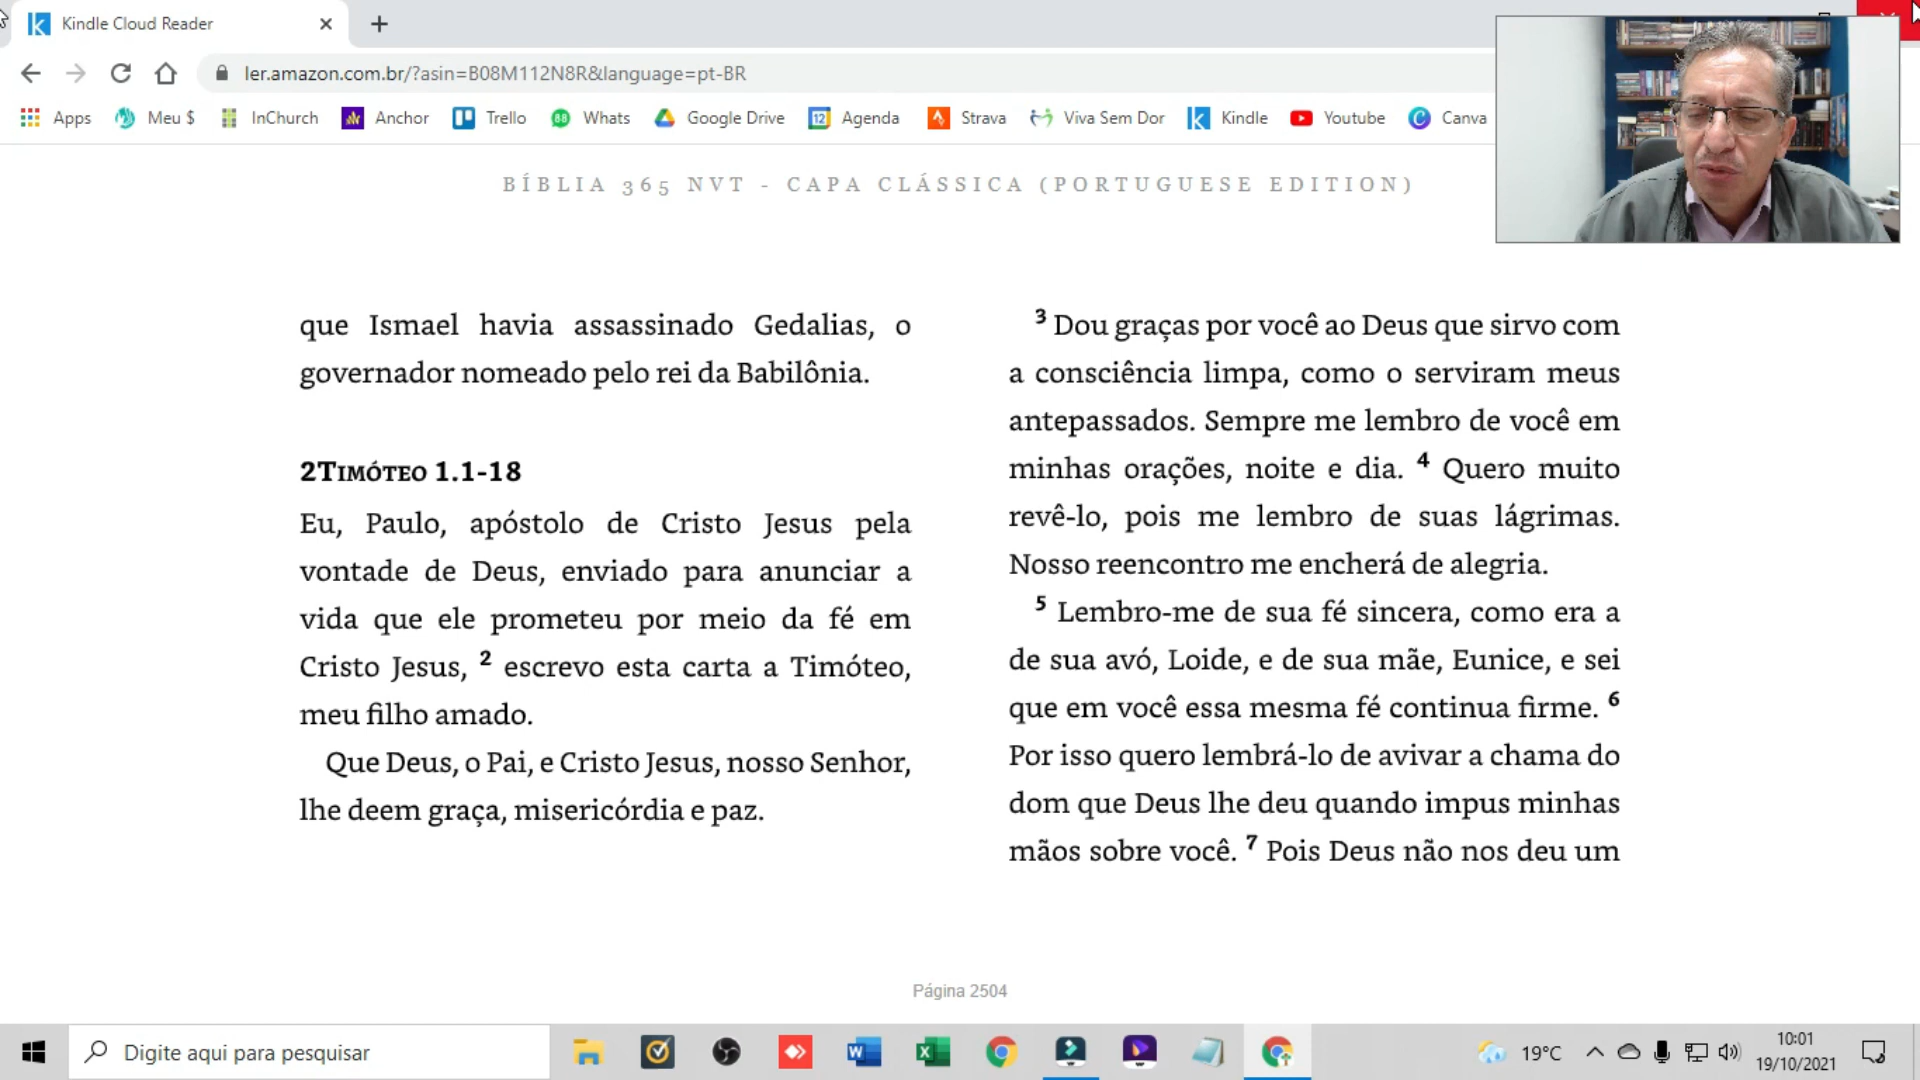 Kindle Cloud Reader
ler.amazon.com.br/?asin=B08M112N8R&language=pt-BR
Apps Meu $ InChurch Anchor Trello Whats Google Drive Agenda Strava Viva Sem Dor Kindle Youtube Canva
BÍBLIA 365 NVT - CAPA CLÁSSICA (PORTUGUESE EDITION)
que Ismael havia assassinado Gedalias, o
governador nomeado pelo rei da Babilônia.
2TIMÓTEO 1.1-18
Eu, Paulo, apóstolo de Cristo Jesus pela
vontade de Deus, enviado para anunciar a
vida que ele prometeu por meio da fé em
Cristo Jesus, 2 escrevo esta carta a Timóteo,
meu filho amado.
Que Deus, o Pai, e Cristo Jesus, nosso Senhor,
lhe deem graça, misericórdia e paz.
3 Dou graças por você ao Deus que sirvo com
a consciência limpa, como o serviram meus
antepassados. Sempre me lembro de você em
minhas orações, noite e dia. 4 Quero muito
revê-lo, pois me lembro de suas lágrimas.
Nosso reencontro me encherá de alegria.
5 Lembro-me de sua fé sincera, como era a
de sua avó, Loide, e de sua mãe, Eunice, e sei
que em você essa mesma fé continua firme. 6
Por isso quero lembrá-lo de avivar a chama do
dom que Deus lhe deu quando impus minhas
mãos sobre você. 7 Pois Deus não nos deu um
Página 2504
Digite aqui para pesquisar
19°C
10:01
19/10/2021